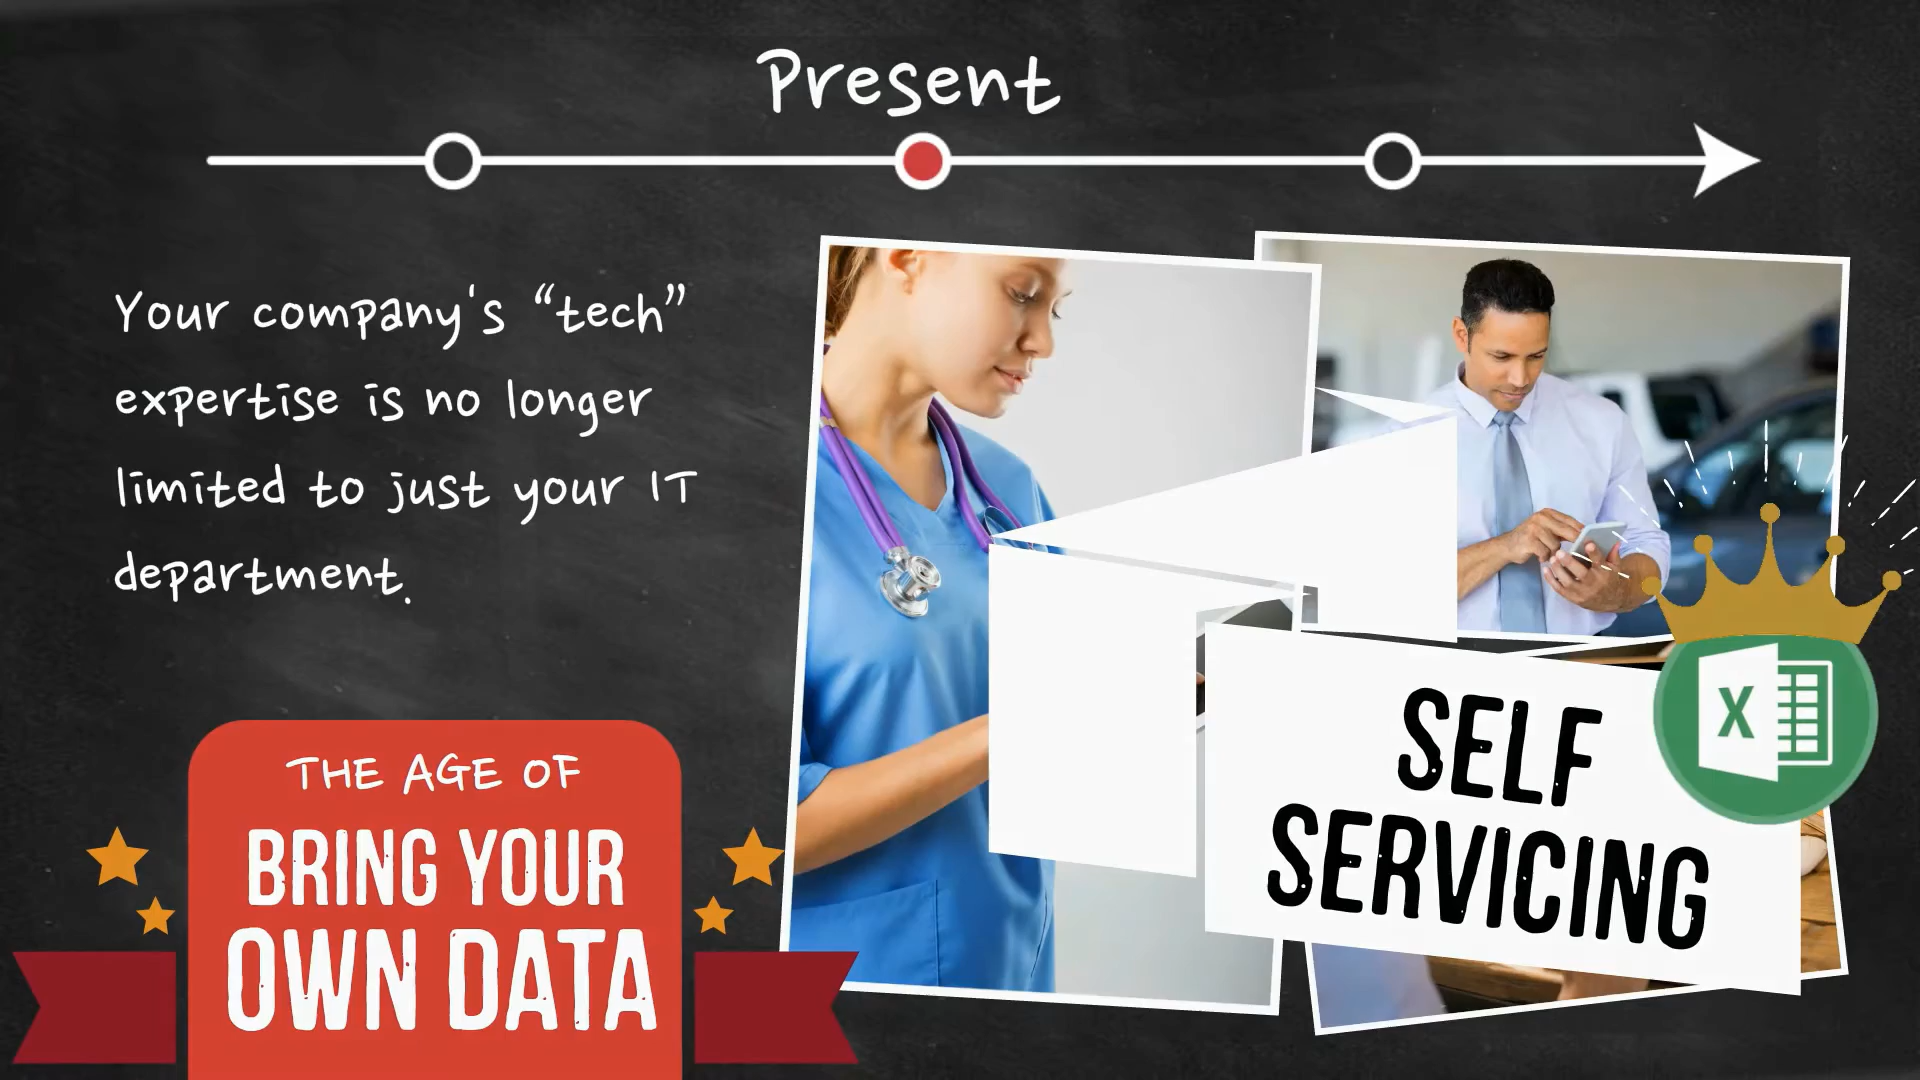 Present
Your company's “tech”
expertise is no longer
limited to just your IT
department.
THE AGE OF
BRING YOUR
OWN DATA
SELF
SERVICING
X